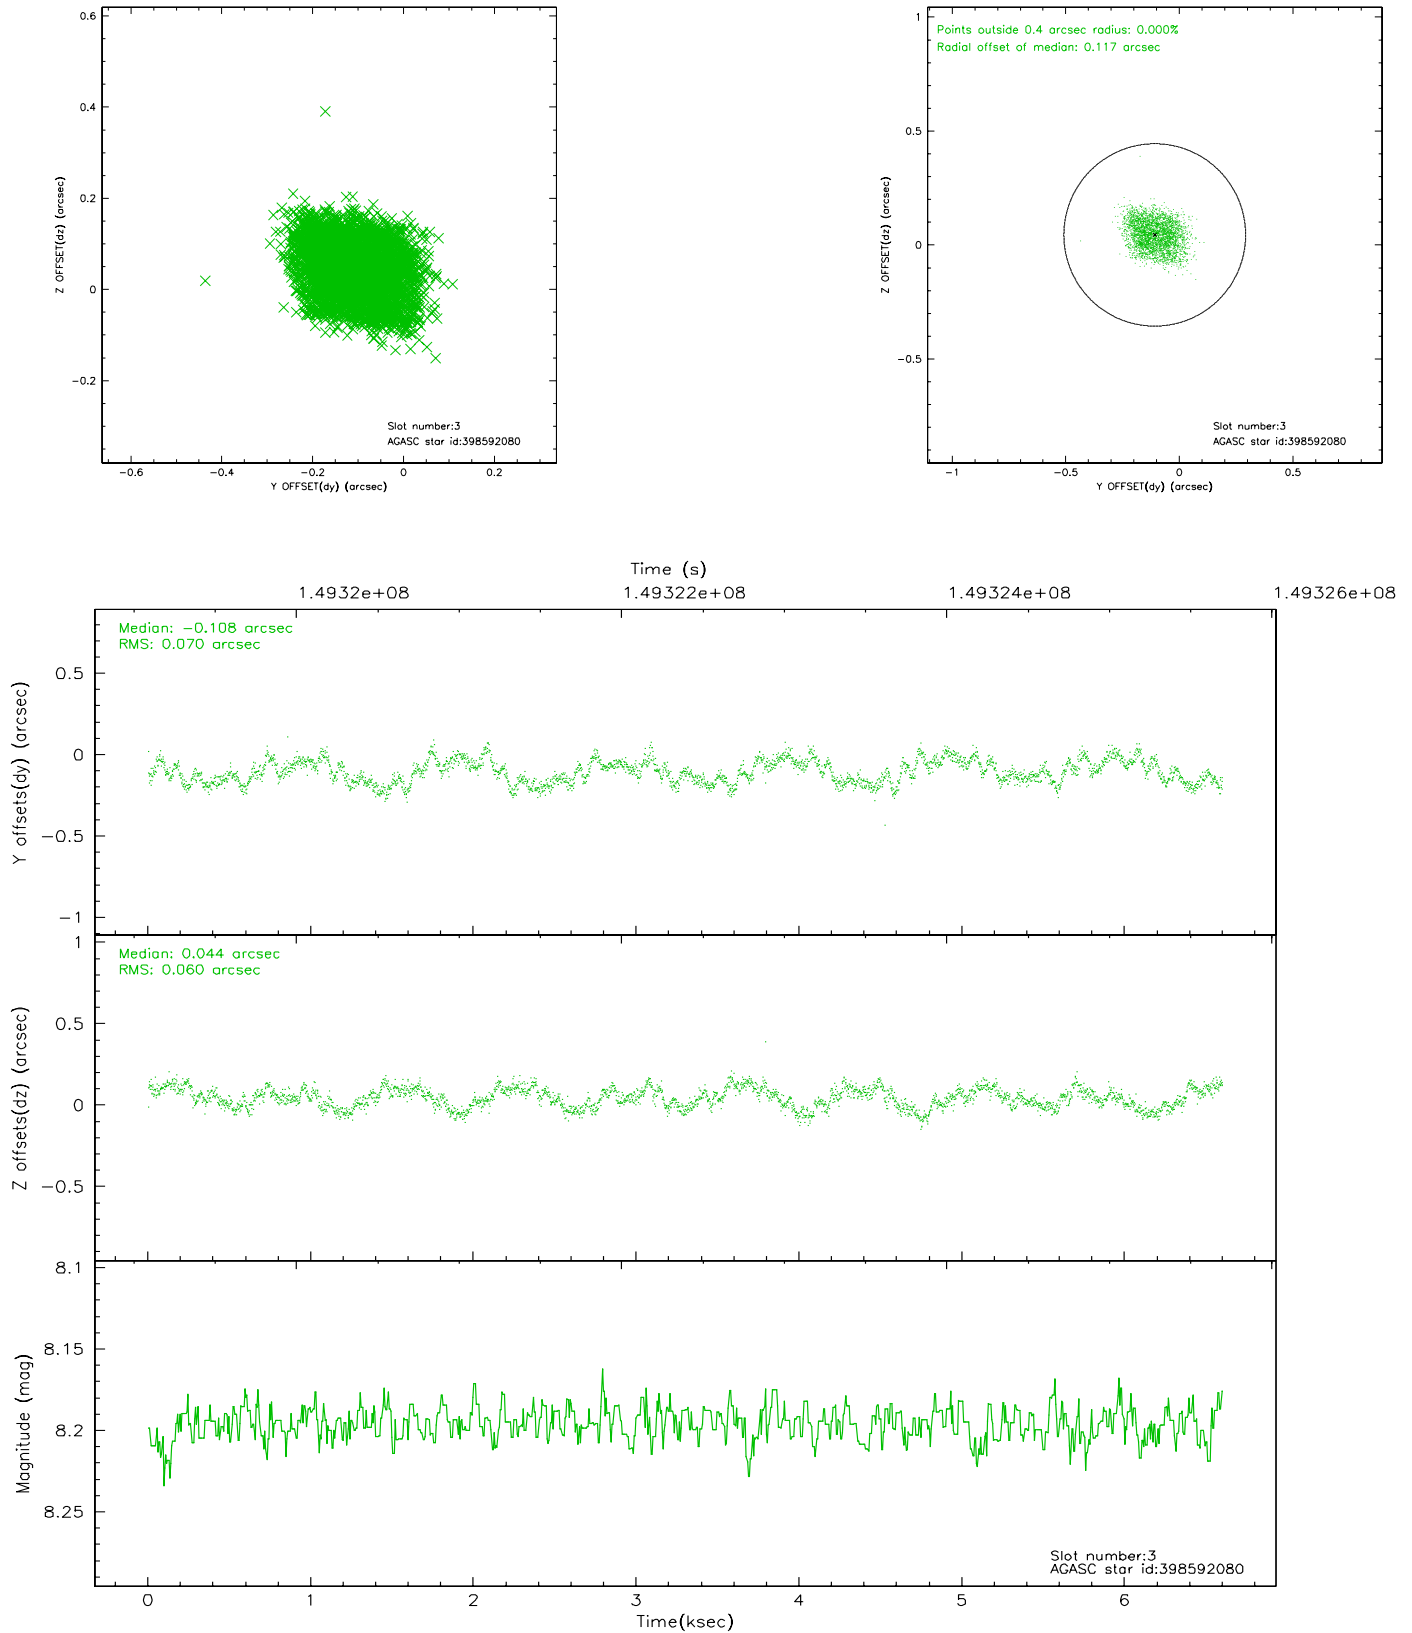 0.6
0.4
0.2
0
−0.2
Z OFFSET(dz) (arcsec)
Slot number:3
AGASC star id:398592080
−0.6 −0.4 −0.2 0 0.2
Y OFFSET(dy) (arcsec)
Points outside 0.4 arcsec radius: 0.000%
Radial offset of median: 0.117 arcsec
1
0.5
0
−0.5
Z OFFSET(dz) (arcsec)
Slot number:3
AGASC star id:398592080
−1 −0.5 0 0.5
Y OFFSET(dy) (arcsec)
Time (s)
1.4932e+08 1.49322e+08 1.49324e+08 1.49326e+08
Median: −0.108 arcsec
RMS: 0.070 arcsec
0.5
0
−0.5
−1
Y offsets(dy) (arcsec)
Median: 0.044 arcsec
RMS: 0.060 arcsec
1
0.5
0
−0.5
Z offsets(dz) (arcsec)
8.1
8.15
8.2
8.25
Magnitude (mag)
Slot number:3
AGASC star id:398592080
0 1 2 3 4 5 6
Time(ksec)